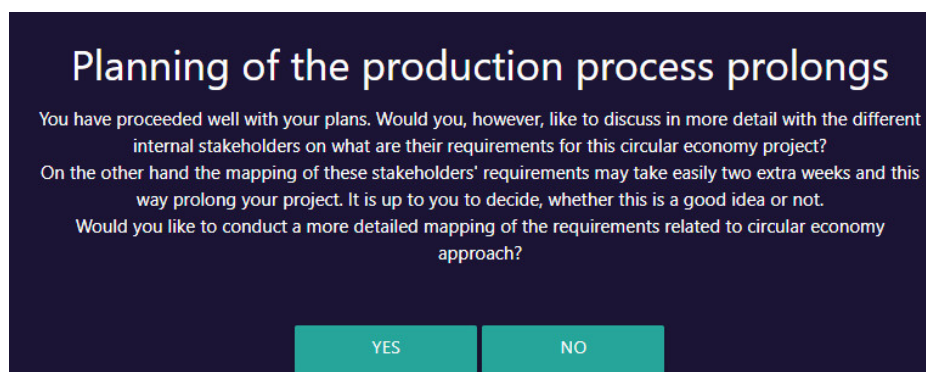 Planning of the production process prolongs
You have proceeded well with your plans. Would you, however, like to discuss in more detail with the different
internal stakeholders on what are their requirements for this circular economy project?
On the other hand the mapping of these stakeholders' requirements may take easily two extra weeks and this
way prolong your project. It is up to you to decide, whether this is a good idea or not.
Would you like to conduct a more detailed mapping of the requirements related to circular economy
approach?
YES NO